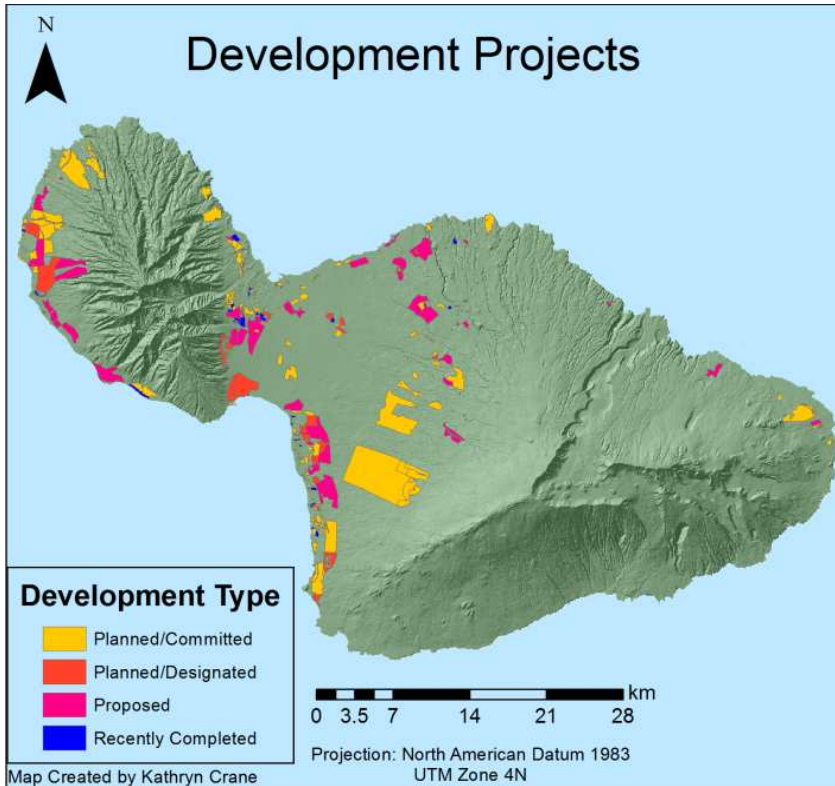 N
Development Projects
Development Type
Planned/Committed
Planned/Designated
Proposed
Recently Completed
km
0 3.5 7 14 21 28
Projection: North American Datum 1983
UTM Zone 4N
Map Created by Kathryn Crane